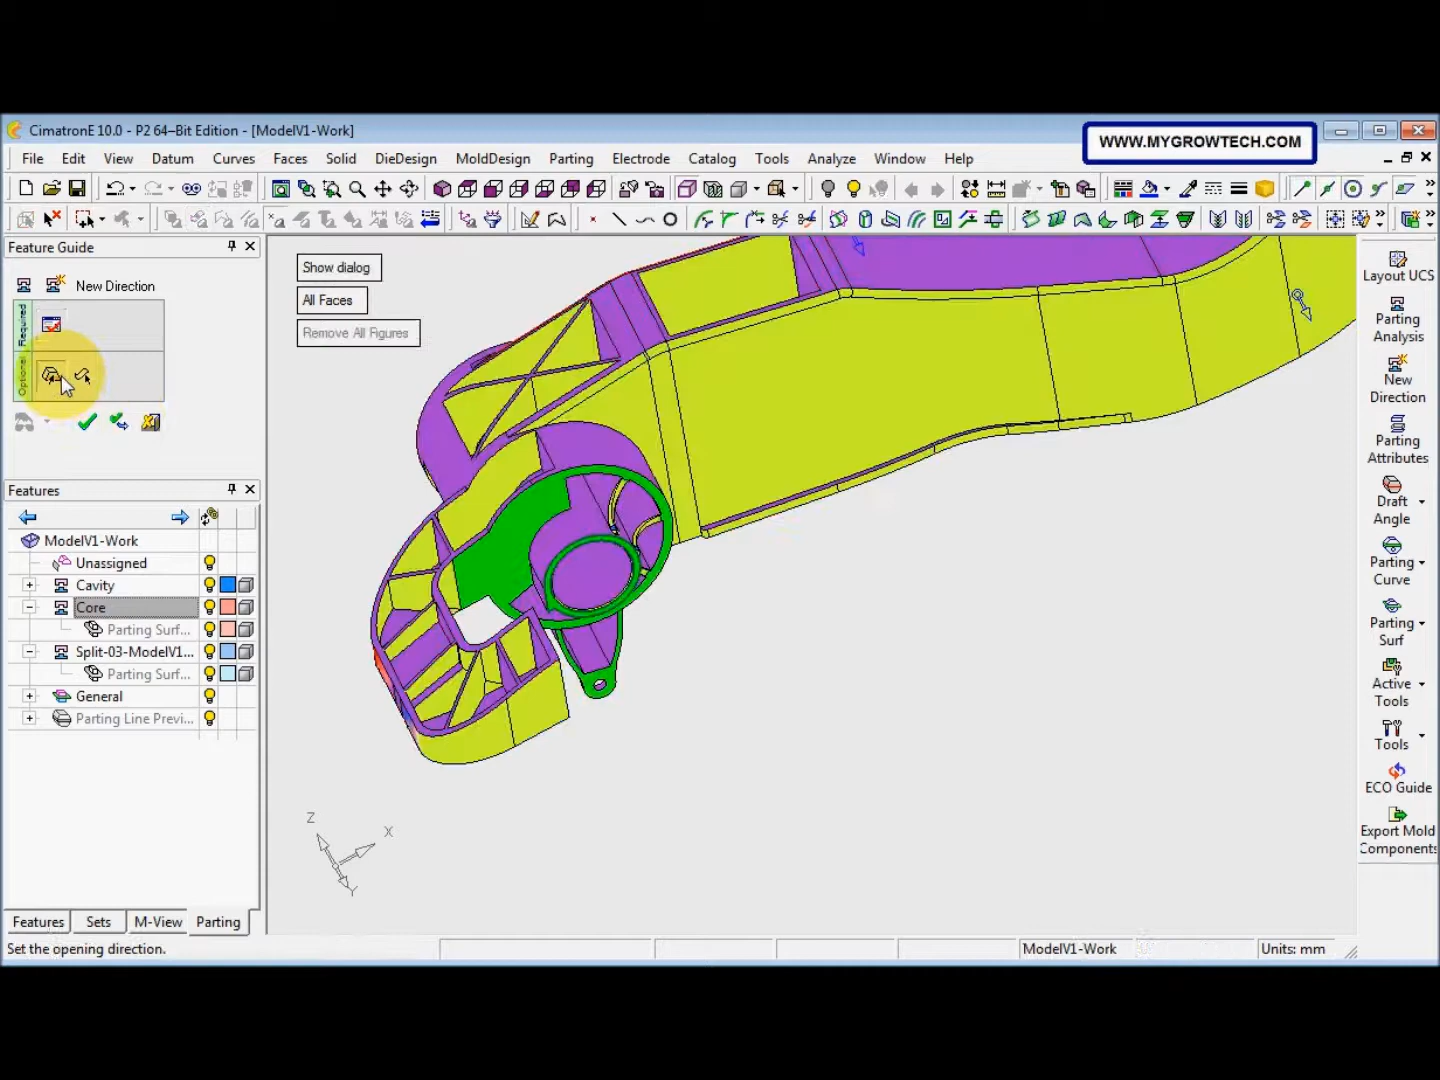 CimatronE 10.0 - P2 64–Bit Edition - [ModelV1-Work]
WWW.MYGROWTECH.COM
File Edit View Datum Curves Faces Solid DieDesign MoldDesign Parting Electrode Catalog Tools Analyze Window Help
Feature Guide
New Direction
Required
Optional
Show dialog
All Faces
Remove All Figures
Features
ModelV1-Work
Unassigned
Cavity
Core
Parting Surf...
Split-03-ModelV1...
Parting Surf...
General
Parting Line Previ...
Z
X
Y
Layout UCS
Parting
Analysis
New
Direction
Parting
Attributes
Draft
Angle
Parting
Curve
Parting
Surf
Active
Tools
Tools
ECO Guide
Export Mold
Components
Features Sets M-View Parting
Set the opening direction.
ModelV1-Work
Units: mm